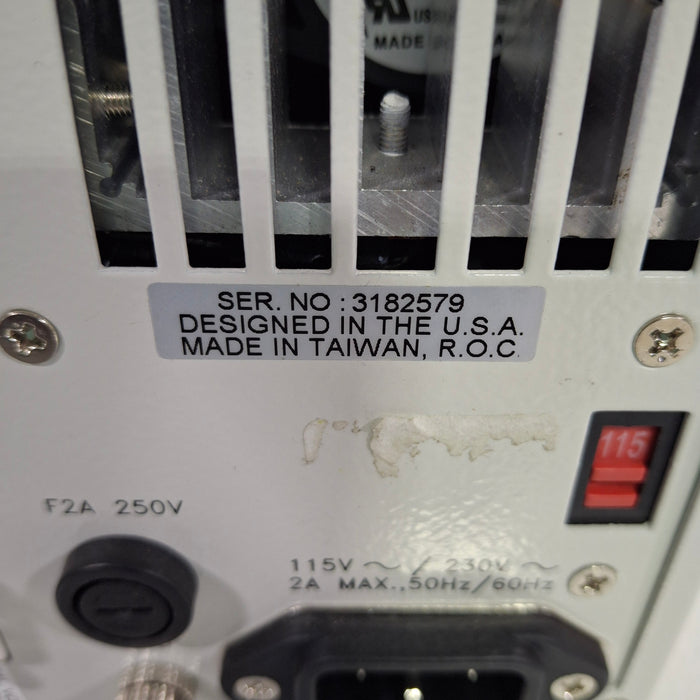 US
MADE
SER. NO : 3182579
DESIGNED IN THE U.S.A.
MADE IN TAIWAN, R.O.C.
115
F2A 250V
115V ~ / 230V ~
2A MAX.,50Hz/60Hz